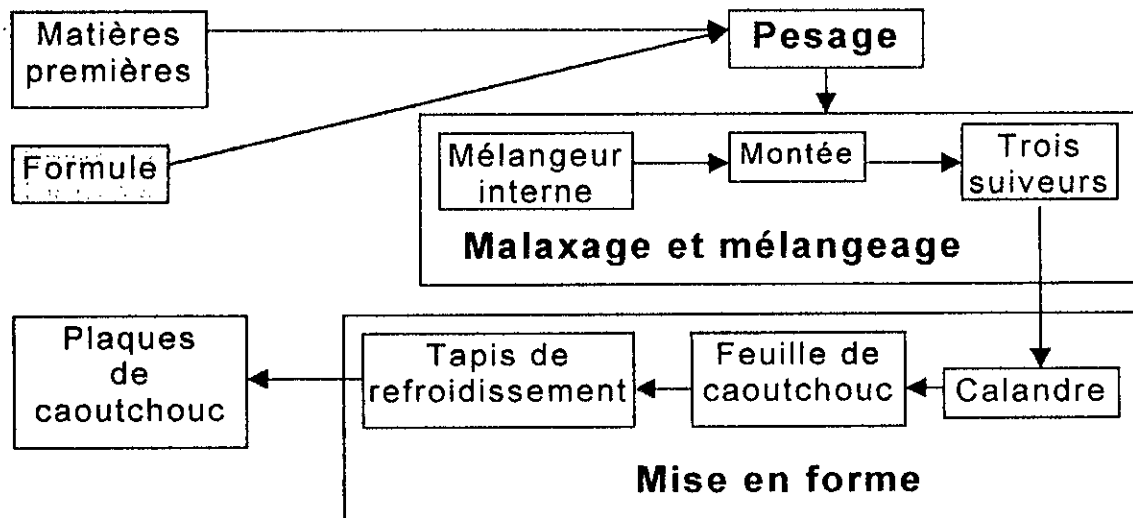 Matières
premières
Pesage
Formule
Mélangeur
interne
Montée
Trois
suiveurs
Malaxage et mélangeage
Plaques
de
caoutchouc
Tapis de
refroidissement
Feuille de
caoutchouc
Calandre
Mise en forme